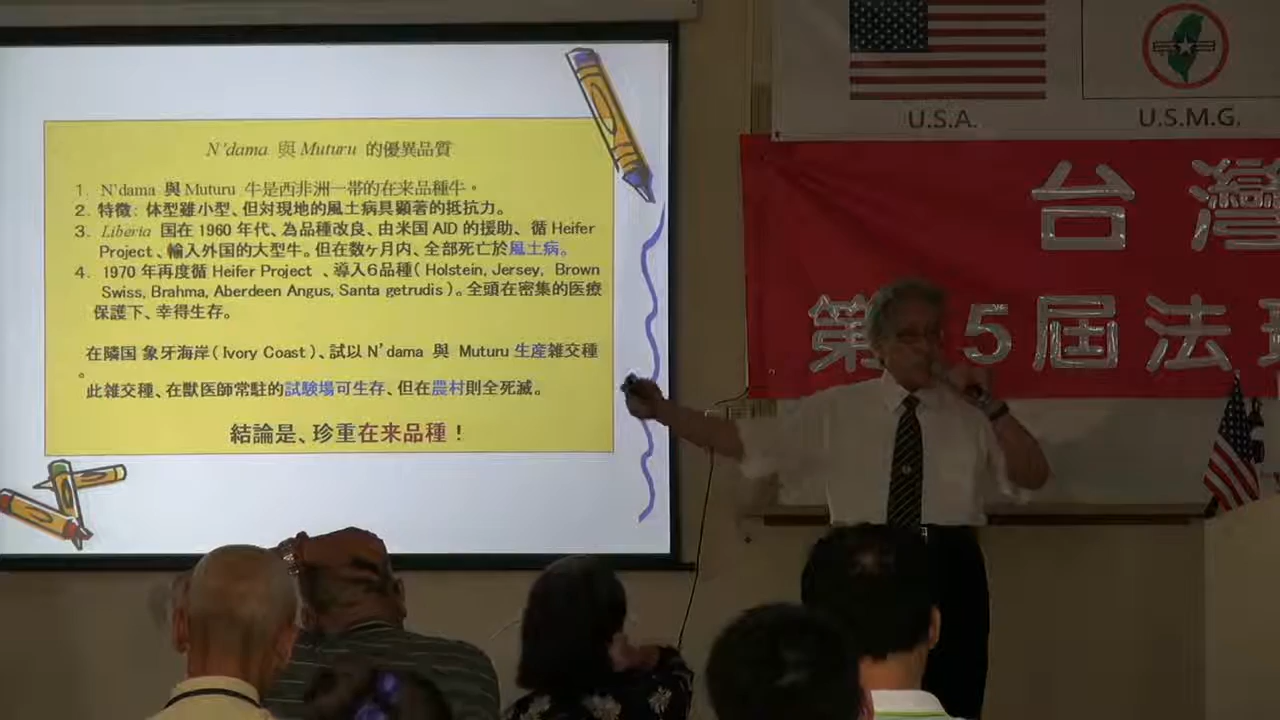 N'dama 與 Muturu 的優異品質
1. N'dama 與 Muturu 牛是西非洲一帯的在来品種牛。
2. 特徴: 体型雖小型、但対現地的風土病具顯著的抵抗力。
3. Liberia 国在 1960 年代、為品種改良、由米国 AID 的援助、循 Heifer
Project、輸入外国的大型牛。但在数ヶ月内、全部死亡於風土病。
4. 1970 年再度循 Heifer Project 、導入6品種( Holstein, Jersey, Brown
Swiss, Brahma, Aberdeen Angus, Santa getrudis )。全頭在密集的医療
保護下、幸得生存。
在隣国 象牙海岸( Ivory Coast )、試以 N'dama 與 Muturu 生産雑交種
。
此雑交種、在獣医師常駐的試験場可生存、但在農村則全死滅。
結論是、珍重在来品種！
U.S.A.
U.S.M.G.
台灣
第 5屆法